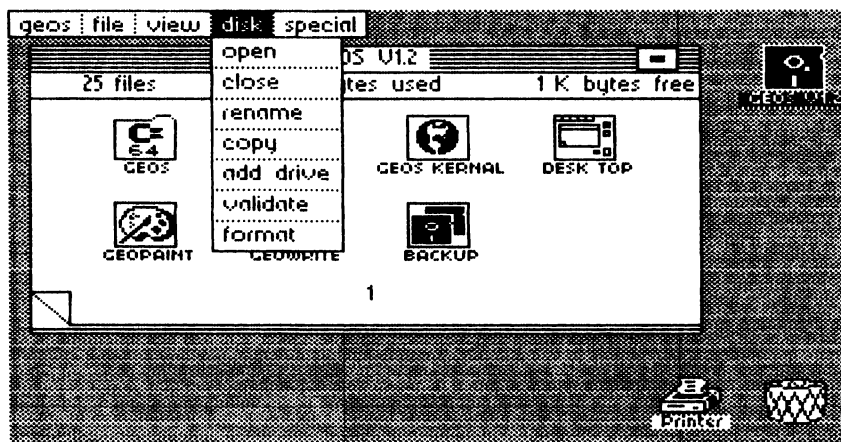 geos file view disk special
open
close
rename
copy
add drive
validate
format
OS V1.2
25 files tes used 1 K bytes free
C=
64
GEOS GEOS KERNAL DESK TOP
GEOPAINT GEOWRITE BACKUP
1
Printer